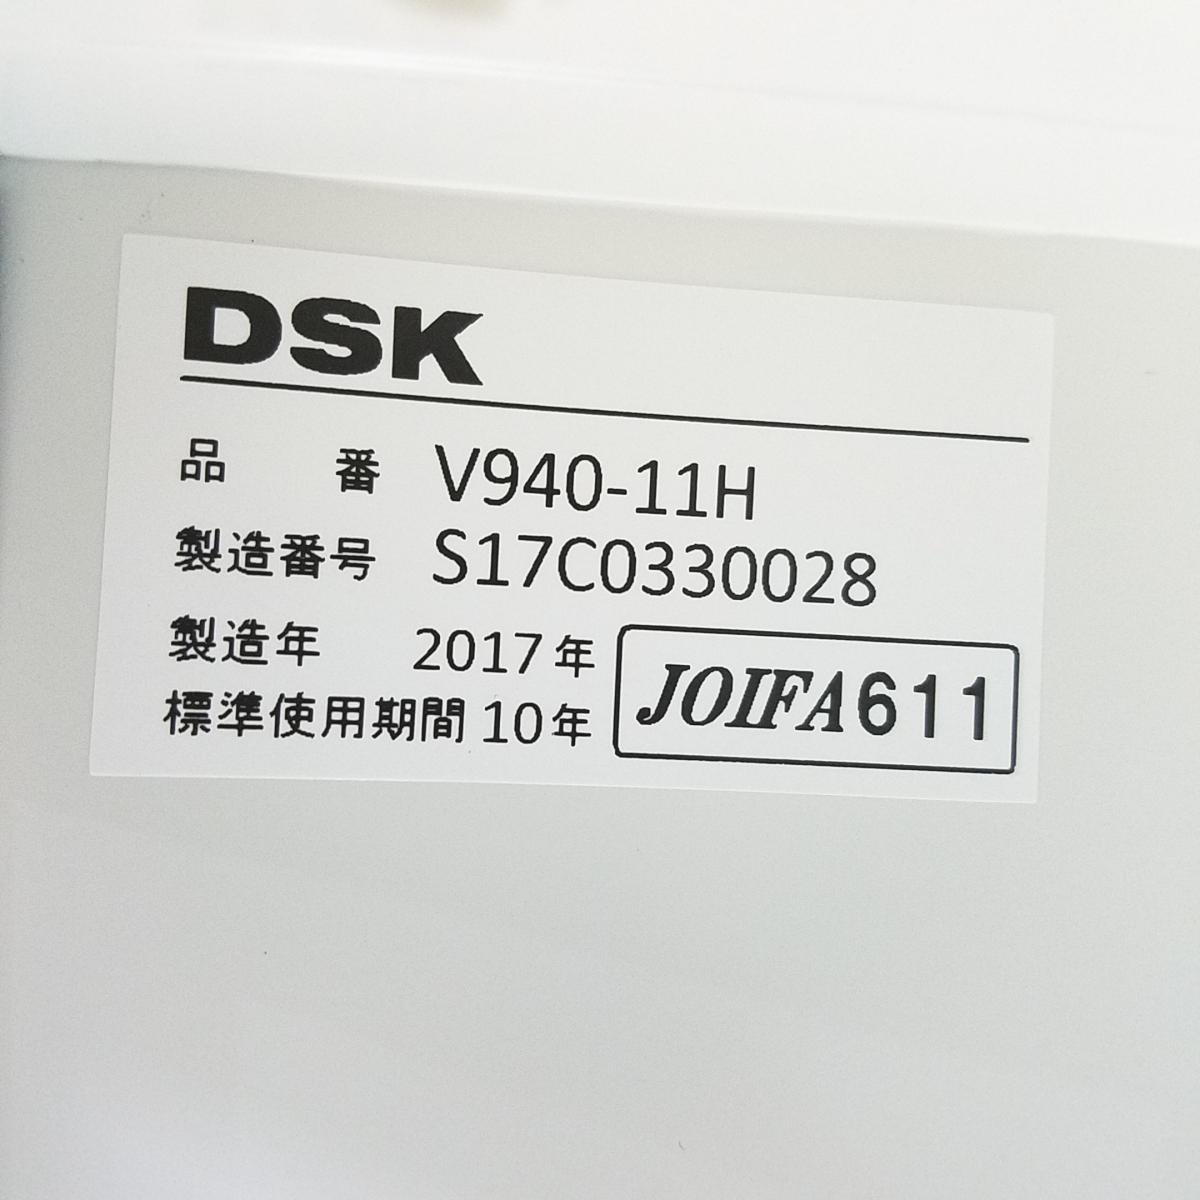 DSK
品番 V940-11H
製造番号 S17C0330028
製造年 2017年
標準使用期間 10年
JOIFA611